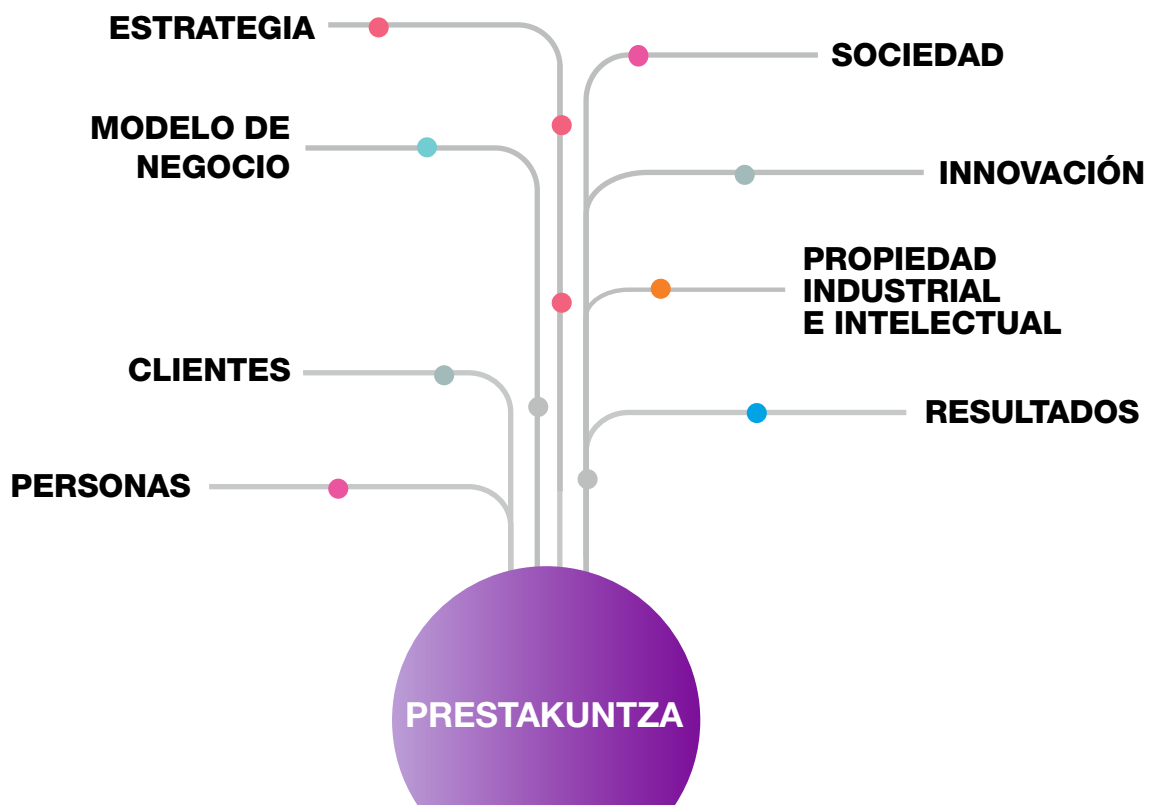 ESTRATEGIA
MODELO DE
NEGOCIO
CLIENTES
PERSONAS
SOCIEDAD
INNOVACIÓN
PROPIEDAD
INDUSTRIAL
E INTELECTUAL
RESULTADOS
PRESTAKUNTZA